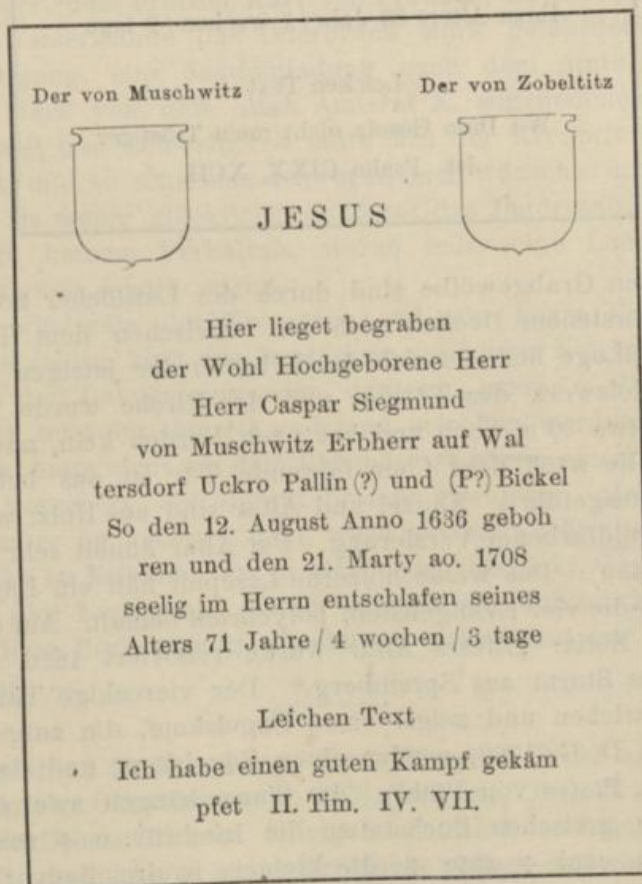 Der von Muschwitz
Der von Zobeltitz
JESUS
Hier lieget begraben
der Wohl Hochgeborene Herr
Herr Caspar Siegmund
von Muschwitz Erbherr auf Wal
tersdorf Uckro Pallin (?) und (P?) Bickel
So den 12. August Anno 1636 geboh
ren und den 21. Marty ao. 1708
seelig im Herrn entschlafen seines
Alters 71 Jahre / 4 wochen / 3 tage
Leichen Text
Ich habe einen guten Kampf gekäm
pfet II. Tim. IV. VII.